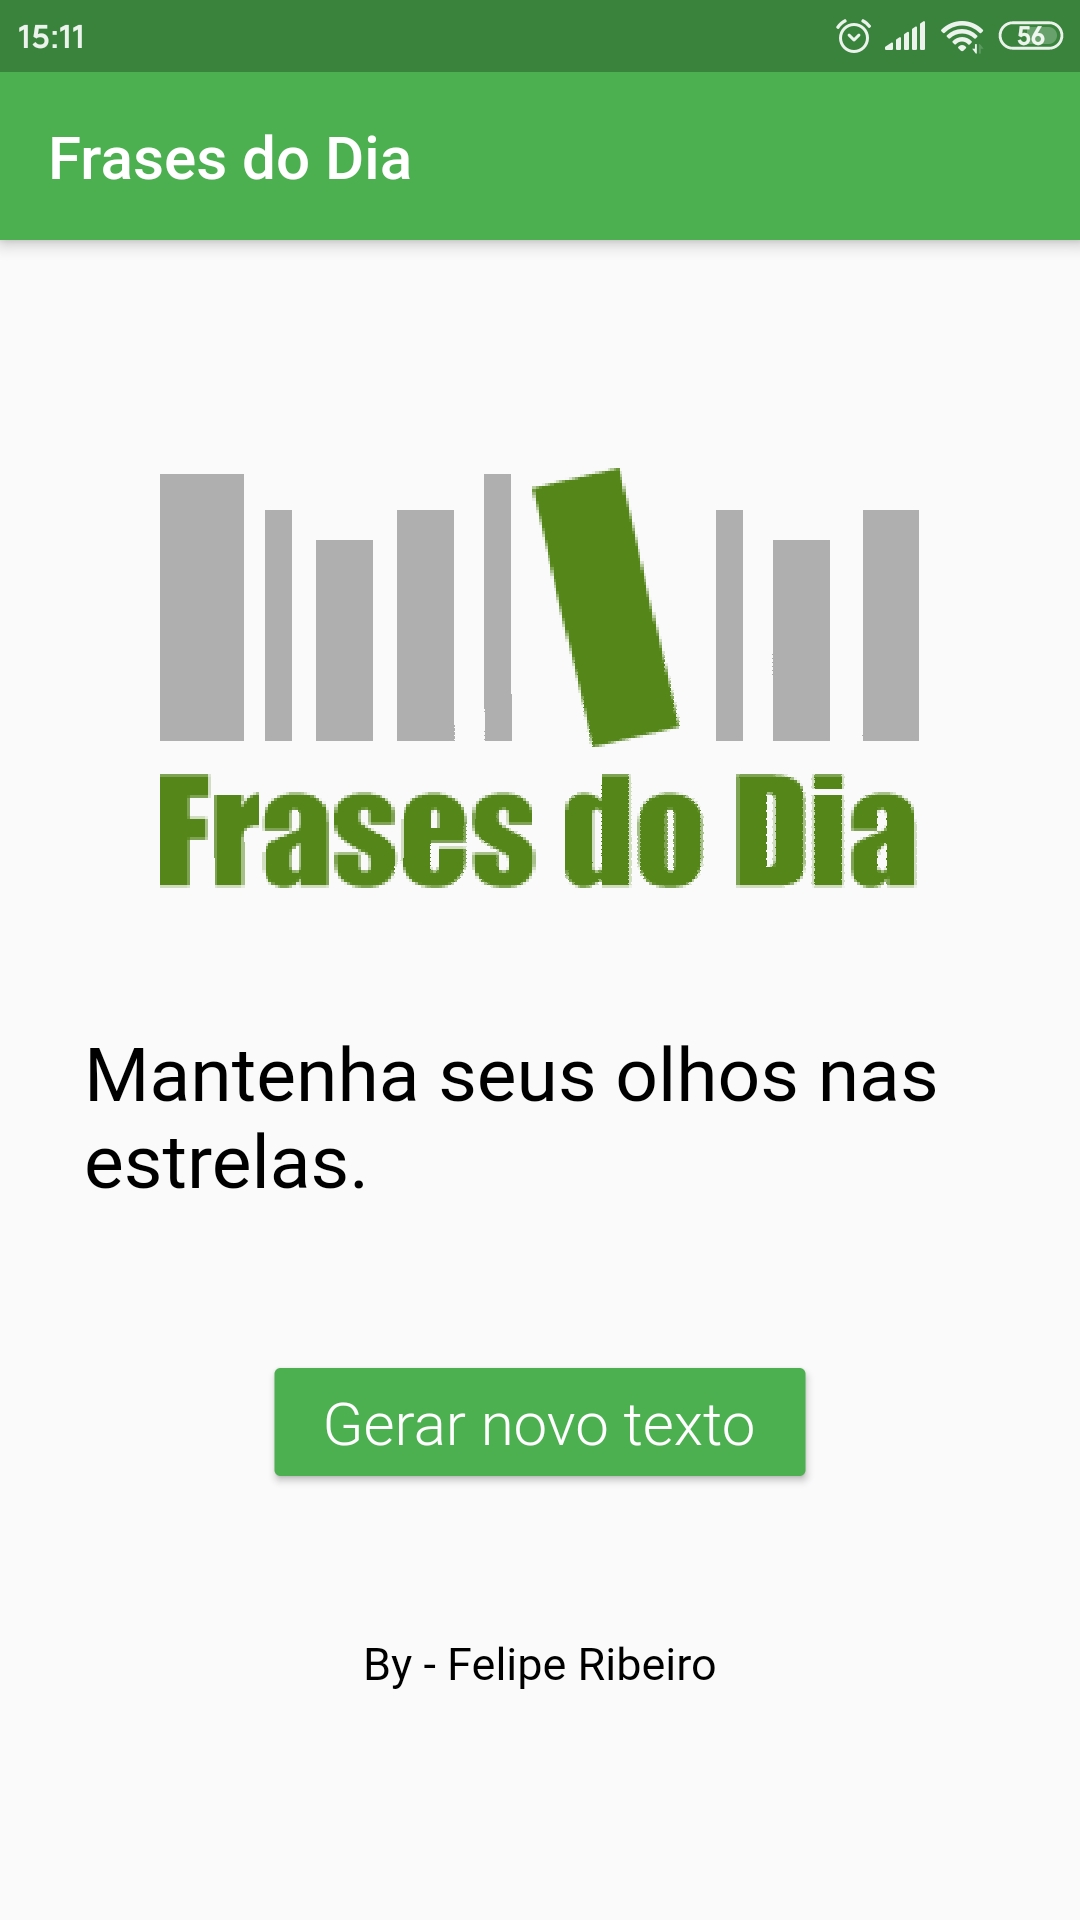 15:11 56
Frases do Dia
Frases do Dia
Mantenha seus olhos nas
estrelas.
Gerar novo texto
By - Felipe Ribeiro